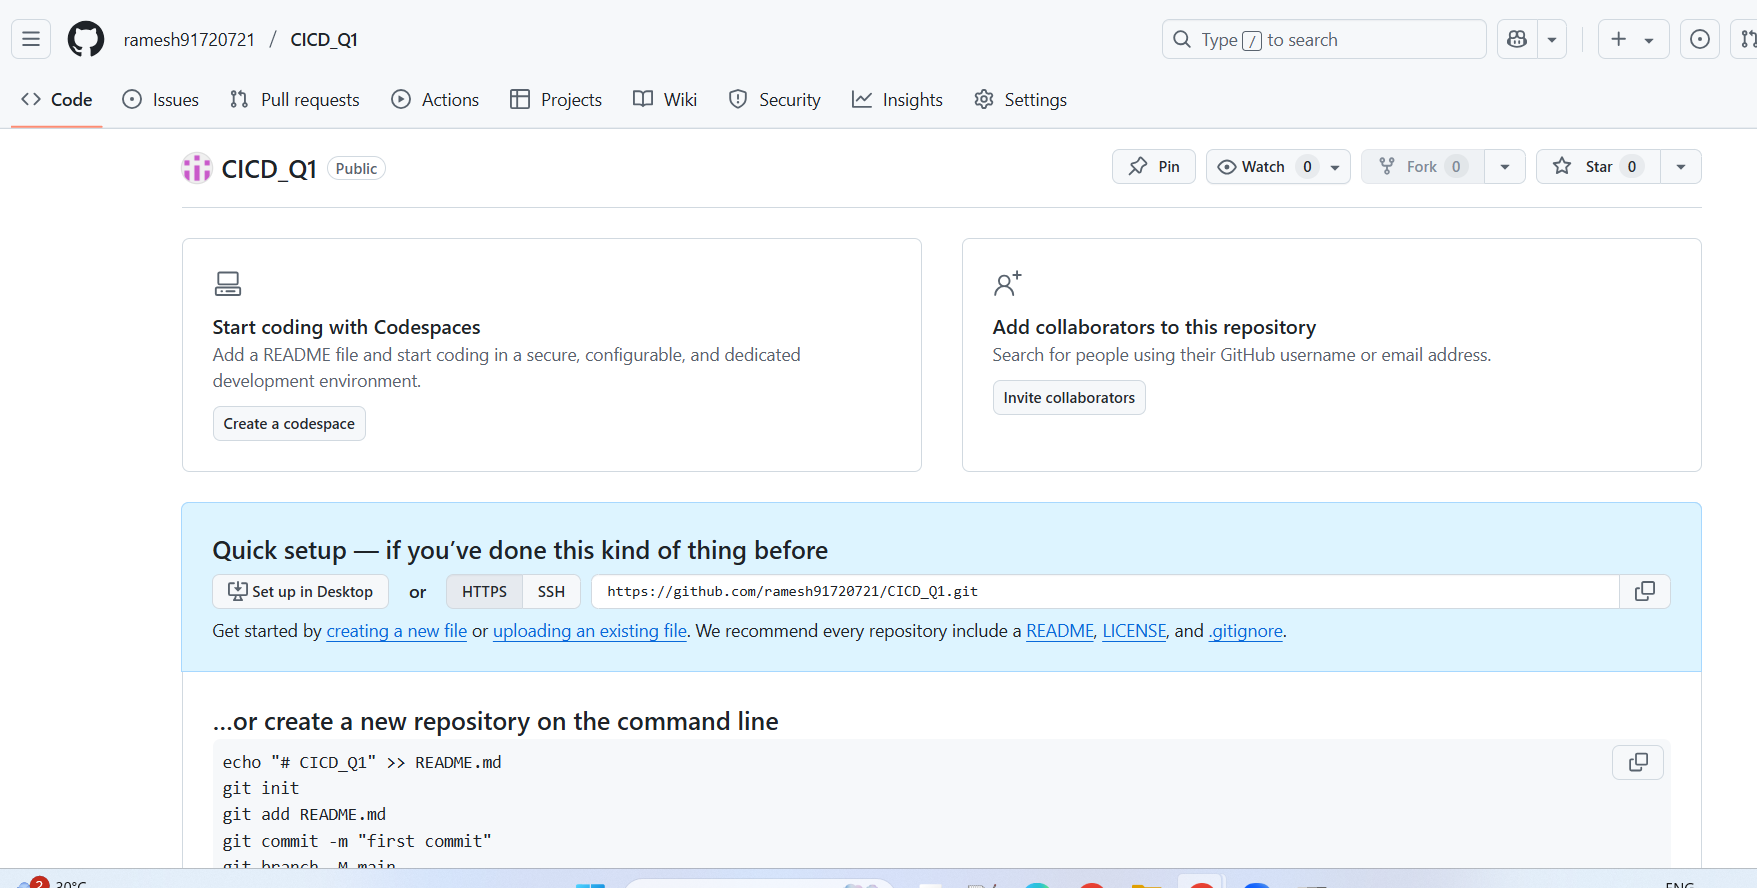 ramesh91720721 / CICD_Q1
Type / to search
Code Issues Pull requests Actions Projects Wiki Security Insights Settings
CICD_Q1 Public
Pin Watch 0 Fork 0 Star 0
Start coding with Codespaces
Add a README file and start coding in a secure, configurable, and dedicated
development environment.
Create a codespace
Add collaborators to this repository
Search for people using their GitHub username or email address.
Invite collaborators
Quick setup — if you’ve done this kind of thing before
Set up in Desktop or HTTPS SSH https://github.com/ramesh91720721/CICD_Q1.git
Get started by creating a new file or uploading an existing file. We recommend every repository include a README, LICENSE, and .gitignore.
…or create a new repository on the command line
echo "# CICD_Q1" >> README.md
git init
git add README.md
git commit -m "first commit"
git branch -M main
2 30°C
ENG